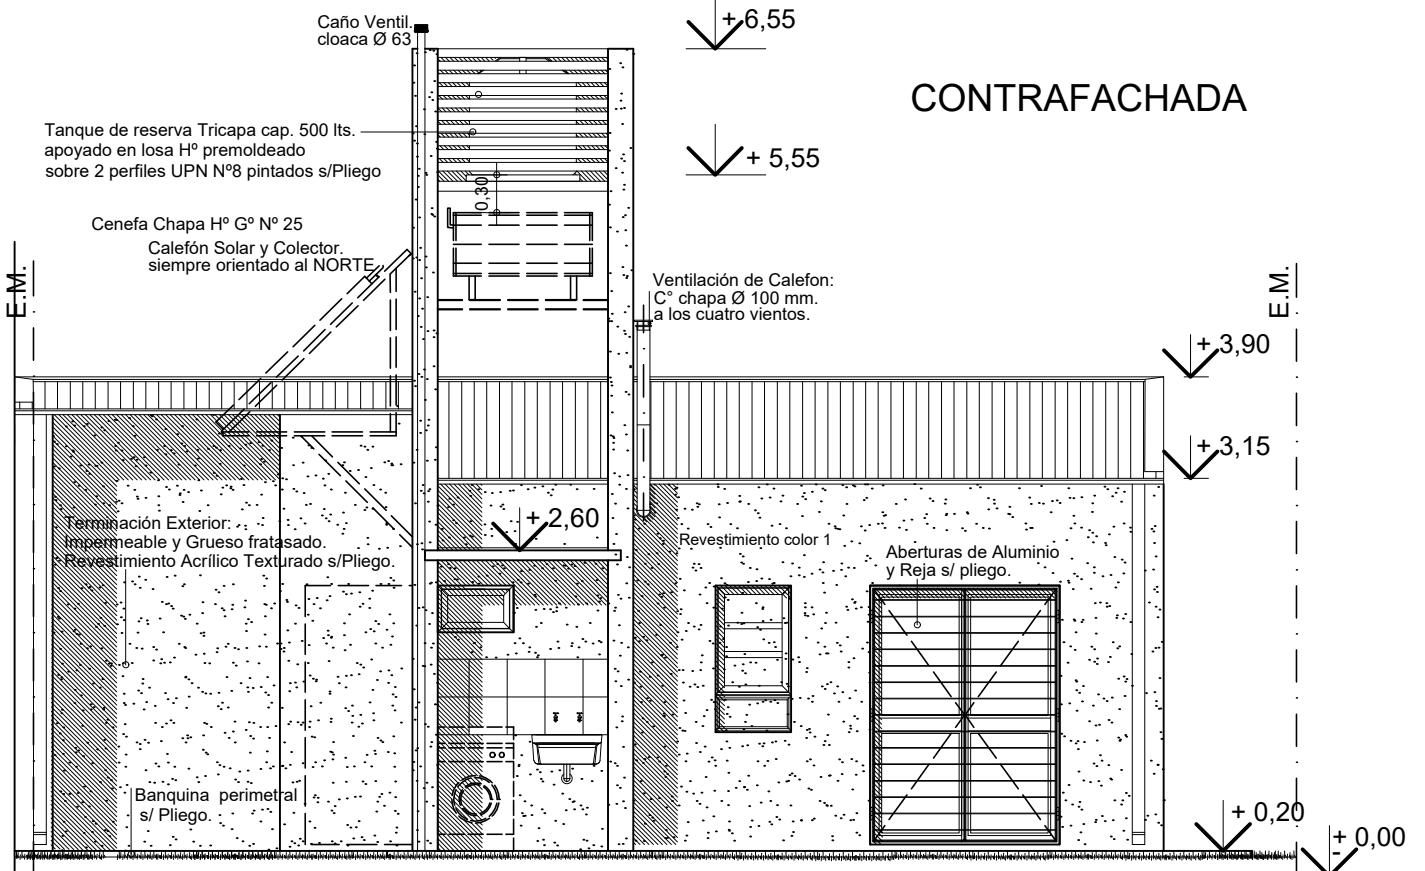 Caño Ventil.
cloaca Ø 63
+ 6,55
CONTRAFACHADA
Tanque de reserva Tricapa cap. 500 lts.
apoyado en losa Hº premoldeado
sobre 2 perfiles UPN Nº8 pintados s/Pliego
+ 5,55
0,30
Cenefa Chapa Hº Gº Nº 25
Calefón Solar y Colector.
siempre orientado al NORTE
E.M.
Ventilación de Calefon:
C° chapa Ø 100 mm.
a los cuatro vientos.
E.M.
+ 3,90
+ 3,15
+ 2,60
Terminación Exterior:
Impermeable y Grueso fratasado.
Revestimiento Acrílico Texturado s/Pliego.
Revestimiento color 1
Aberturas de Aluminio
y Reja s/ pliego.
Banquina perimetral
s/ Pliego.
+ 0,20
+ 0,00
-